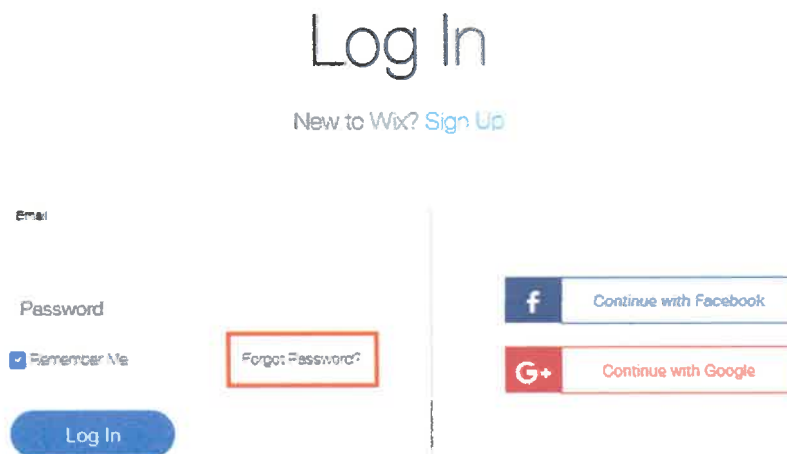 Log In
New to Wix? Sign Up
Email
Password
Remember Me
Forgot Password?
Log In
f Continue with Facebook
G+ Continue with Google